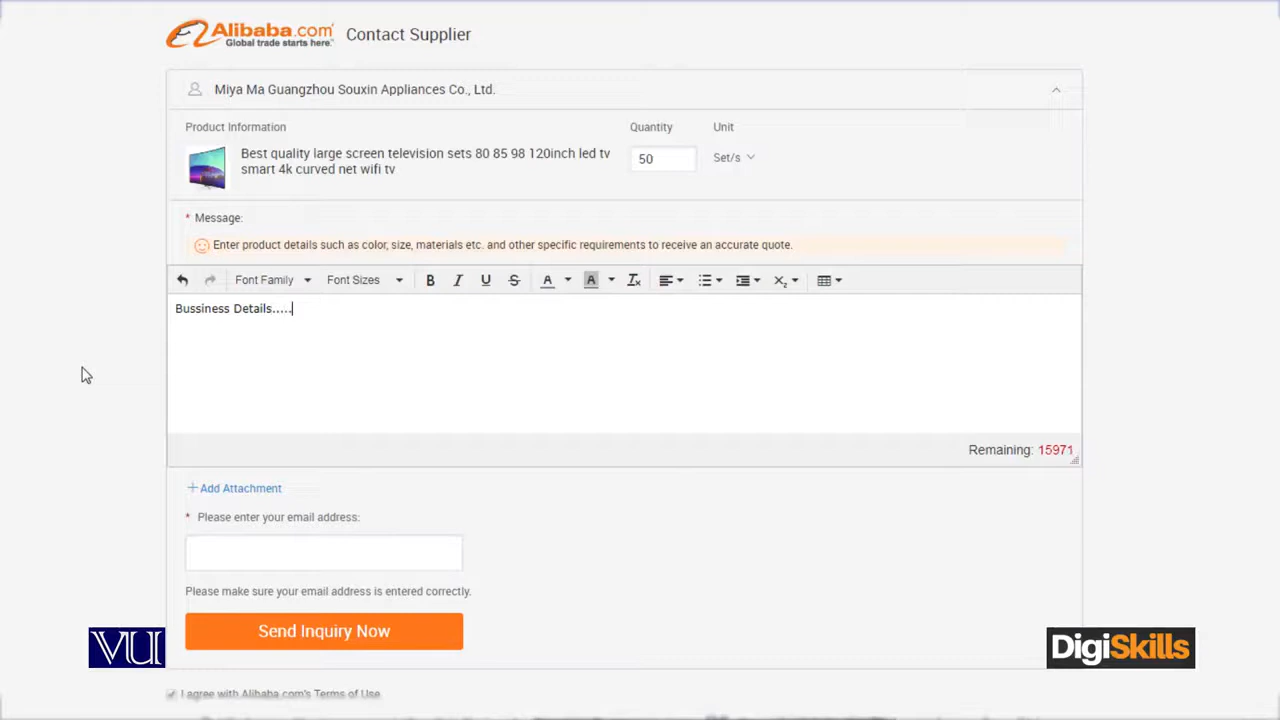 Alibaba.com Contact Supplier
Global trade starts here.™
Miya Ma Guangzhou Souxin Appliances Co., Ltd.
Product Information Quantity Unit
Best quality large screen television sets 80 85 98 120inch led tv
smart 4k curved net wifi tv
50 Set/s
* Message:
Enter product details such as color, size, materials etc. and other specific requirements to receive an accurate quote.
Font Family Font Sizes B I U S A A Tx x₂
Bussiness Details.....
Remaining: 15971
+ Add Attachment
* Please enter your email address:
Please make sure your email address is entered correctly.
Send Inquiry Now
VU
DigiSkills
I agree with Alibaba.com's Terms of Use